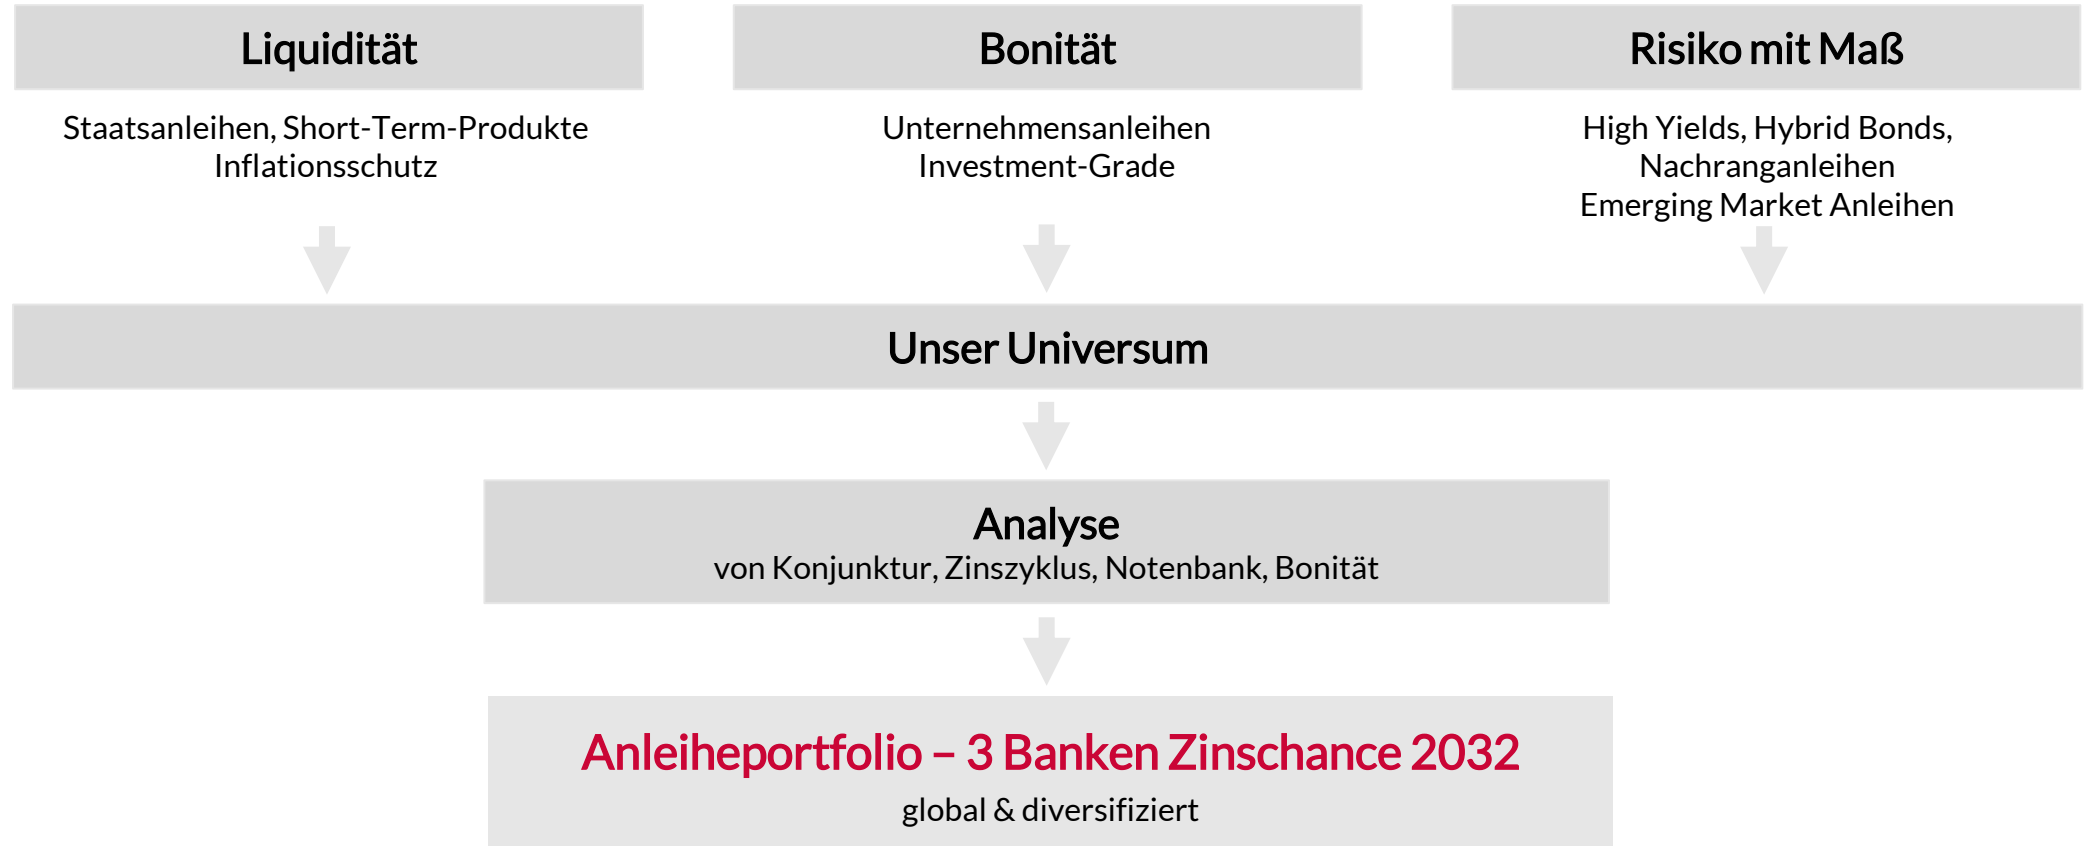 Liquidität
Staatsanleihen, Short-Term-Produkte
Inflationsschutz
Bonität
Unternehmensanleihen
Investment-Grade
Risiko mit Maß
High Yields, Hybrid Bonds,
Nachranganleihen
Emerging Market Anleihen
Unser Universum
Analyse
von Konjunktur, Zinszyklus, Notenbank, Bonität
Anleiheportfolio – 3 Banken Zinschance 2032
global & diversifiziert